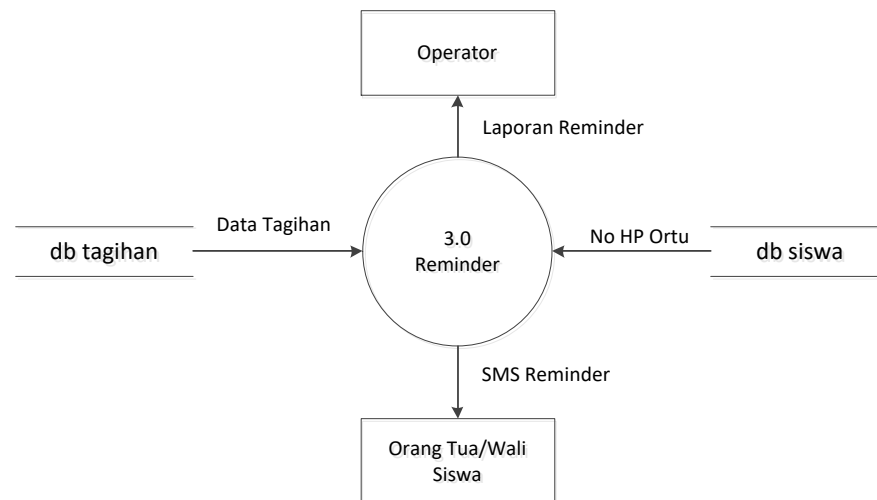 Operator
Laporan Reminder
Data Tagihan
db tagihan
3.0
Reminder
No HP Ortu
db siswa
SMS Reminder
Orang Tua/Wali
Siswa